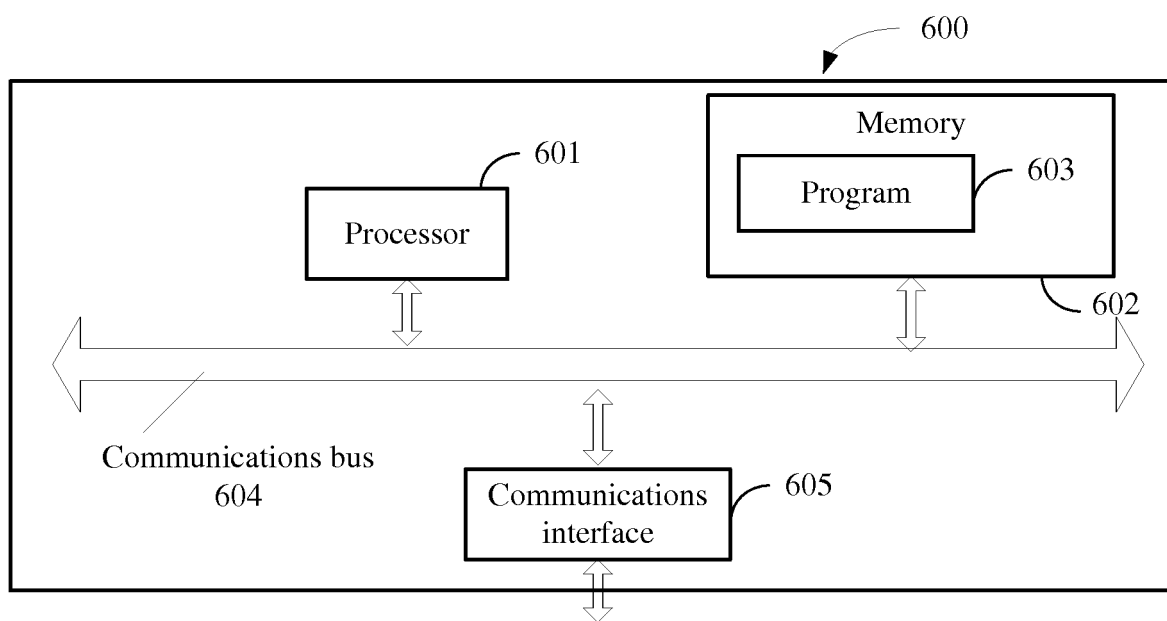 600
Memory
601
603
Program
Processor
602
Communications bus
604
Communications
interface
605